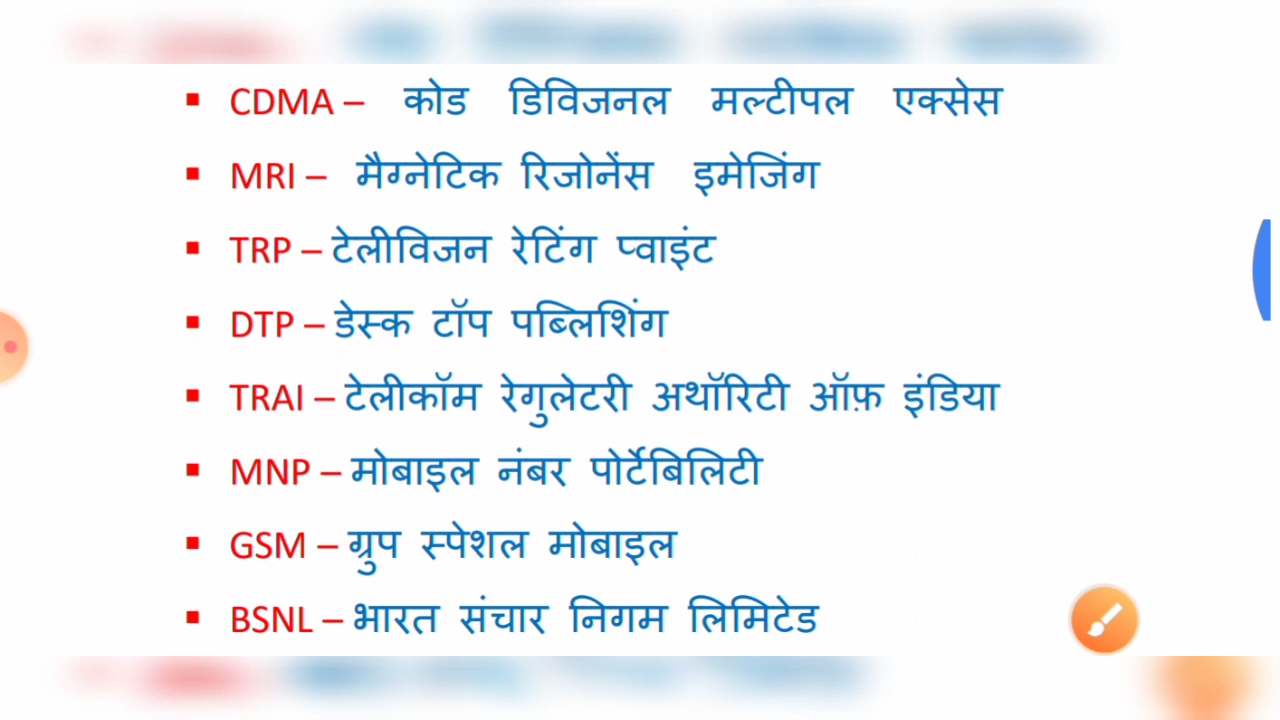 ▪ CDMA – कोड डिविजनल मल्टीपल एक्सेस
▪ MRI – मैग्नेटिक रिजोनेंस इमेजिंग
▪ TRP – टेलीविजन रेटिंग प्वाइंट
▪ DTP – डेस्क टॉप पब्लिशिंग
▪ TRAI – टेलीकॉम रेगुलेटरी अथॉरिटी ऑफ़ इंडिया
▪ MNP – मोबाइल नंबर पोर्टेबिलिटी
▪ GSM – ग्रुप स्पेशल मोबाइल
▪ BSNL – भारत संचार निगम लिमिटेड